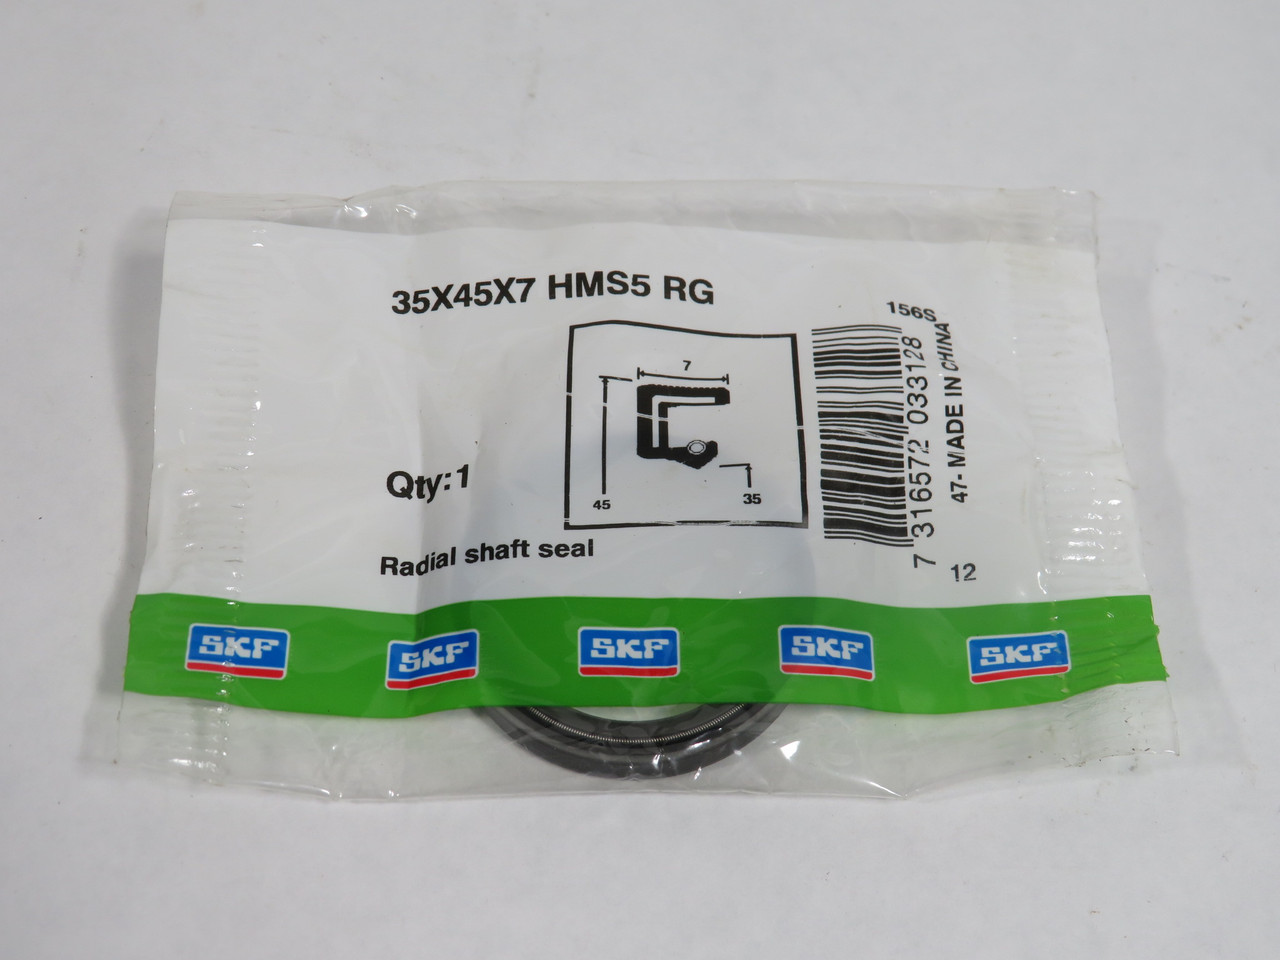 35X45X7 HMS5 RG
156S
7
45
35
Qty:1
Radial shaft seal
7 316572 033128
47- MADE IN CHINA
12
SKF SKF SKF SKF SKF